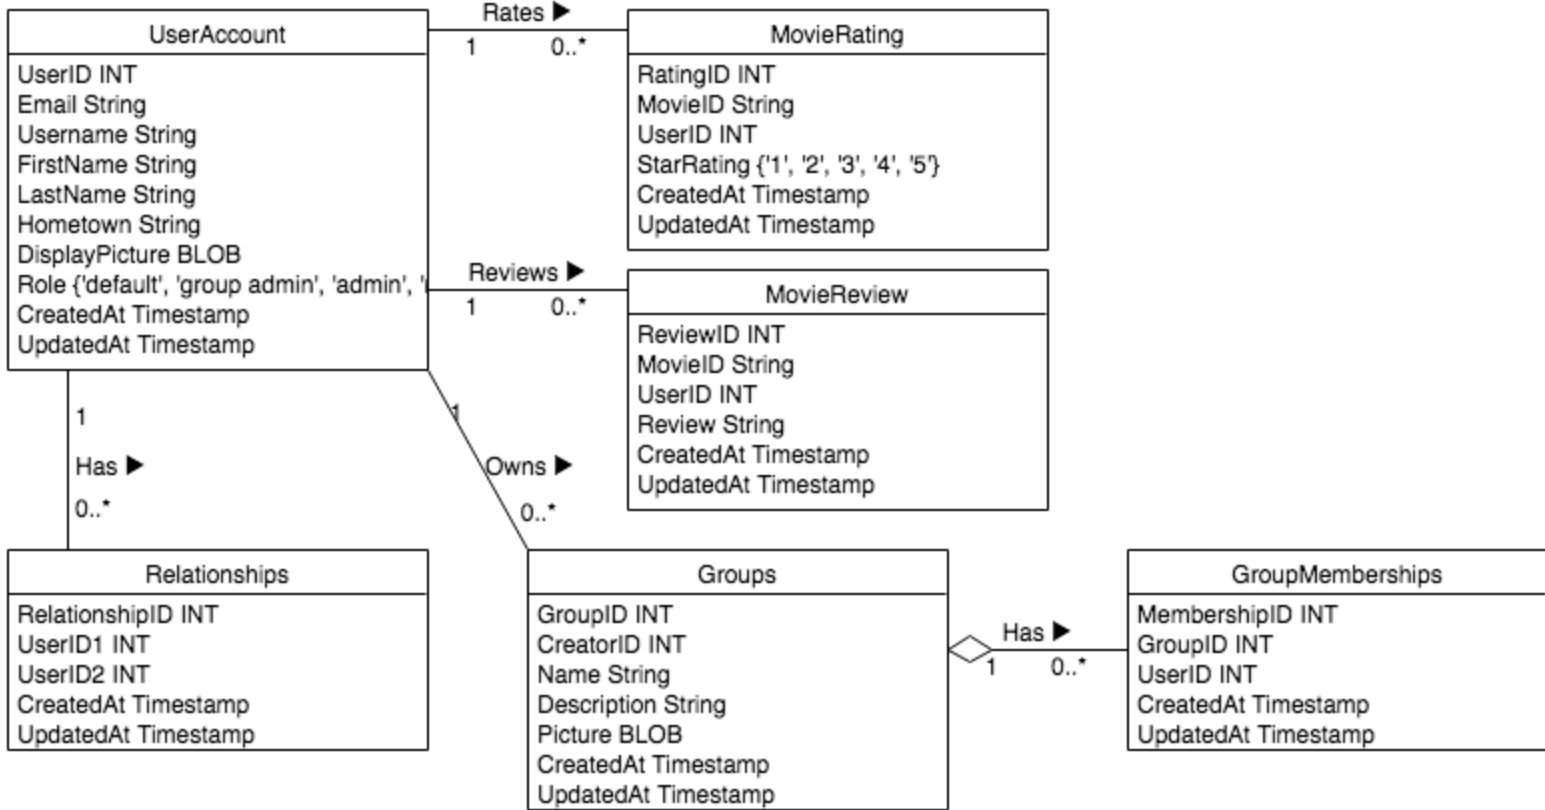 Rates ▶
1
0..*
UserAccount
UserID INT
Email String
Username String
FirstName String
LastName String
Hometown String
DisplayPicture BLOB
Role {'default', 'group admin', 'admin', '
CreatedAt Timestamp
UpdatedAt Timestamp
MovieRating
RatingID INT
MovieID String
UserID INT
StarRating {'1', '2', '3', '4', '5'}
CreatedAt Timestamp
UpdatedAt Timestamp
Reviews ▶
1
0..*
MovieReview
ReviewID INT
MovieID String
UserID INT
Review String
CreatedAt Timestamp
UpdatedAt Timestamp
1
Has ▶
0..*
1
Owns ▶
0..*
Relationships
RelationshipID INT
UserID1 INT
UserID2 INT
CreatedAt Timestamp
UpdatedAt Timestamp
Groups
GroupID INT
CreatorID INT
Name String
Description String
Picture BLOB
CreatedAt Timestamp
UpdatedAt Timestamp
Has ▶
1
0..*
GroupMemberships
MembershipID INT
GroupID INT
UserID INT
CreatedAt Timestamp
UpdatedAt Timestamp